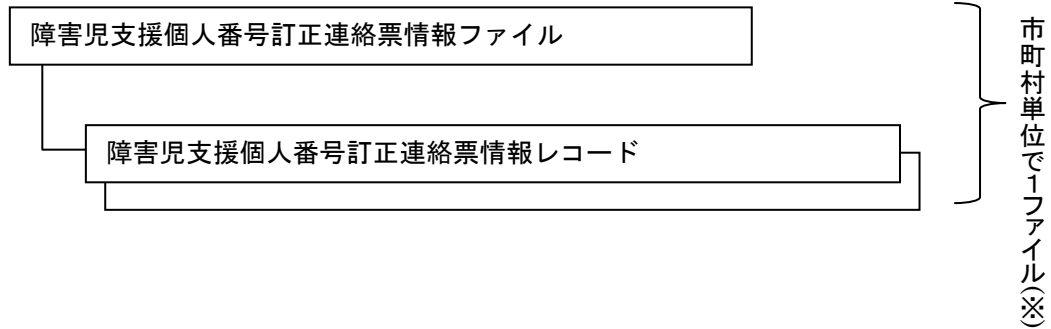 障害児支援個人番号訂正連絡票情報ファイル
障害児支援個人番号訂正連絡票情報レコード
市町村単位で1ファイル(※)